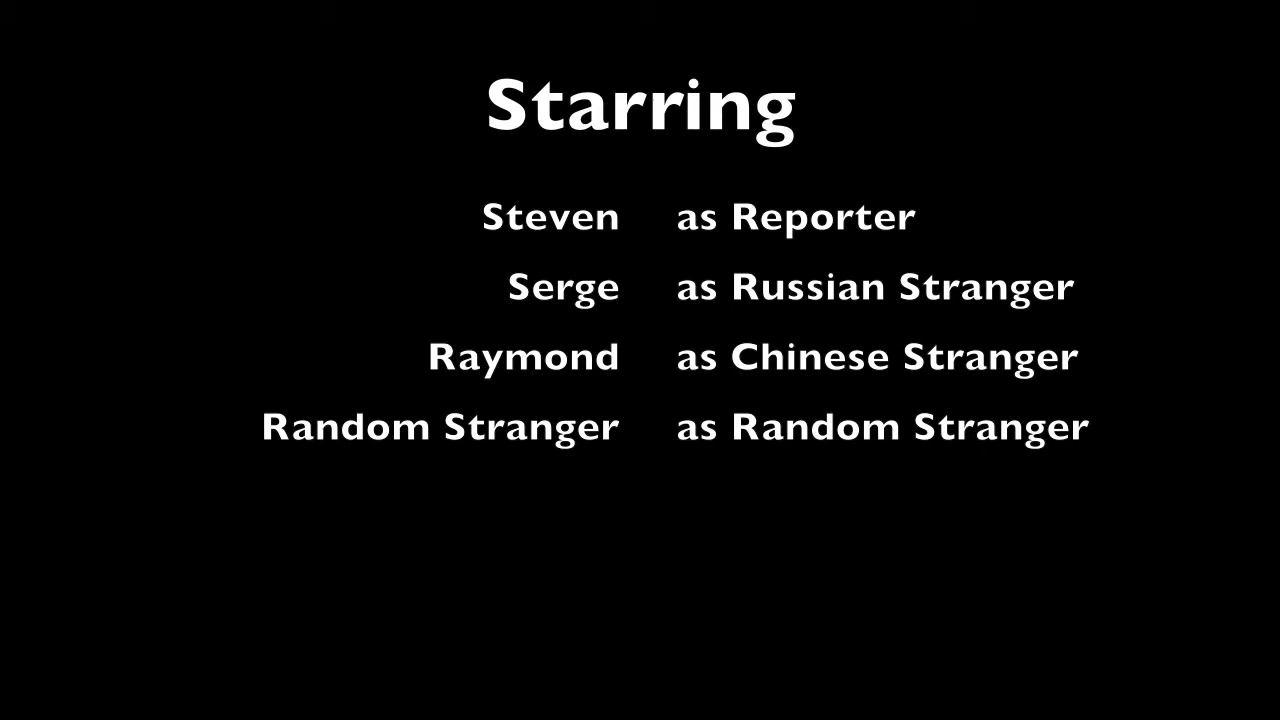 Starring
Steven as Reporter
Serge as Russian Stranger
Raymond as Chinese Stranger
Random Stranger as Random Stranger